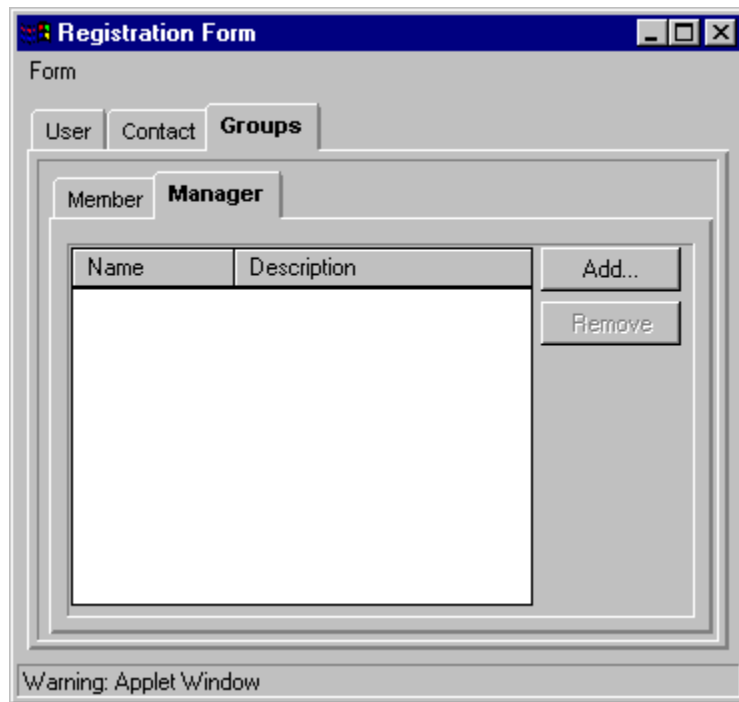 Registration Form
Form
User Contact Groups
Member Manager
Name Description Add...
Remove
Warning: Applet Window